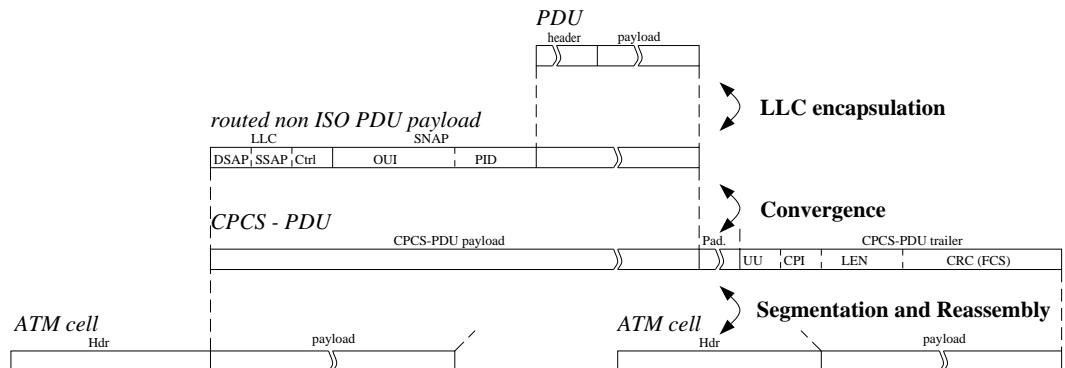 PDU
header payload
LLC encapsulation
routed non ISO PDU payload
LLC SNAP
DSAP SSAP Ctrl OUI PID
Convergence
CPCS - PDU
CPCS-PDU payload Pad. CPCS-PDU trailer
UU CPI LEN CRC (FCS)
Segmentation and Reassembly
ATM cell ATM cell
Hdr payload Hdr payload